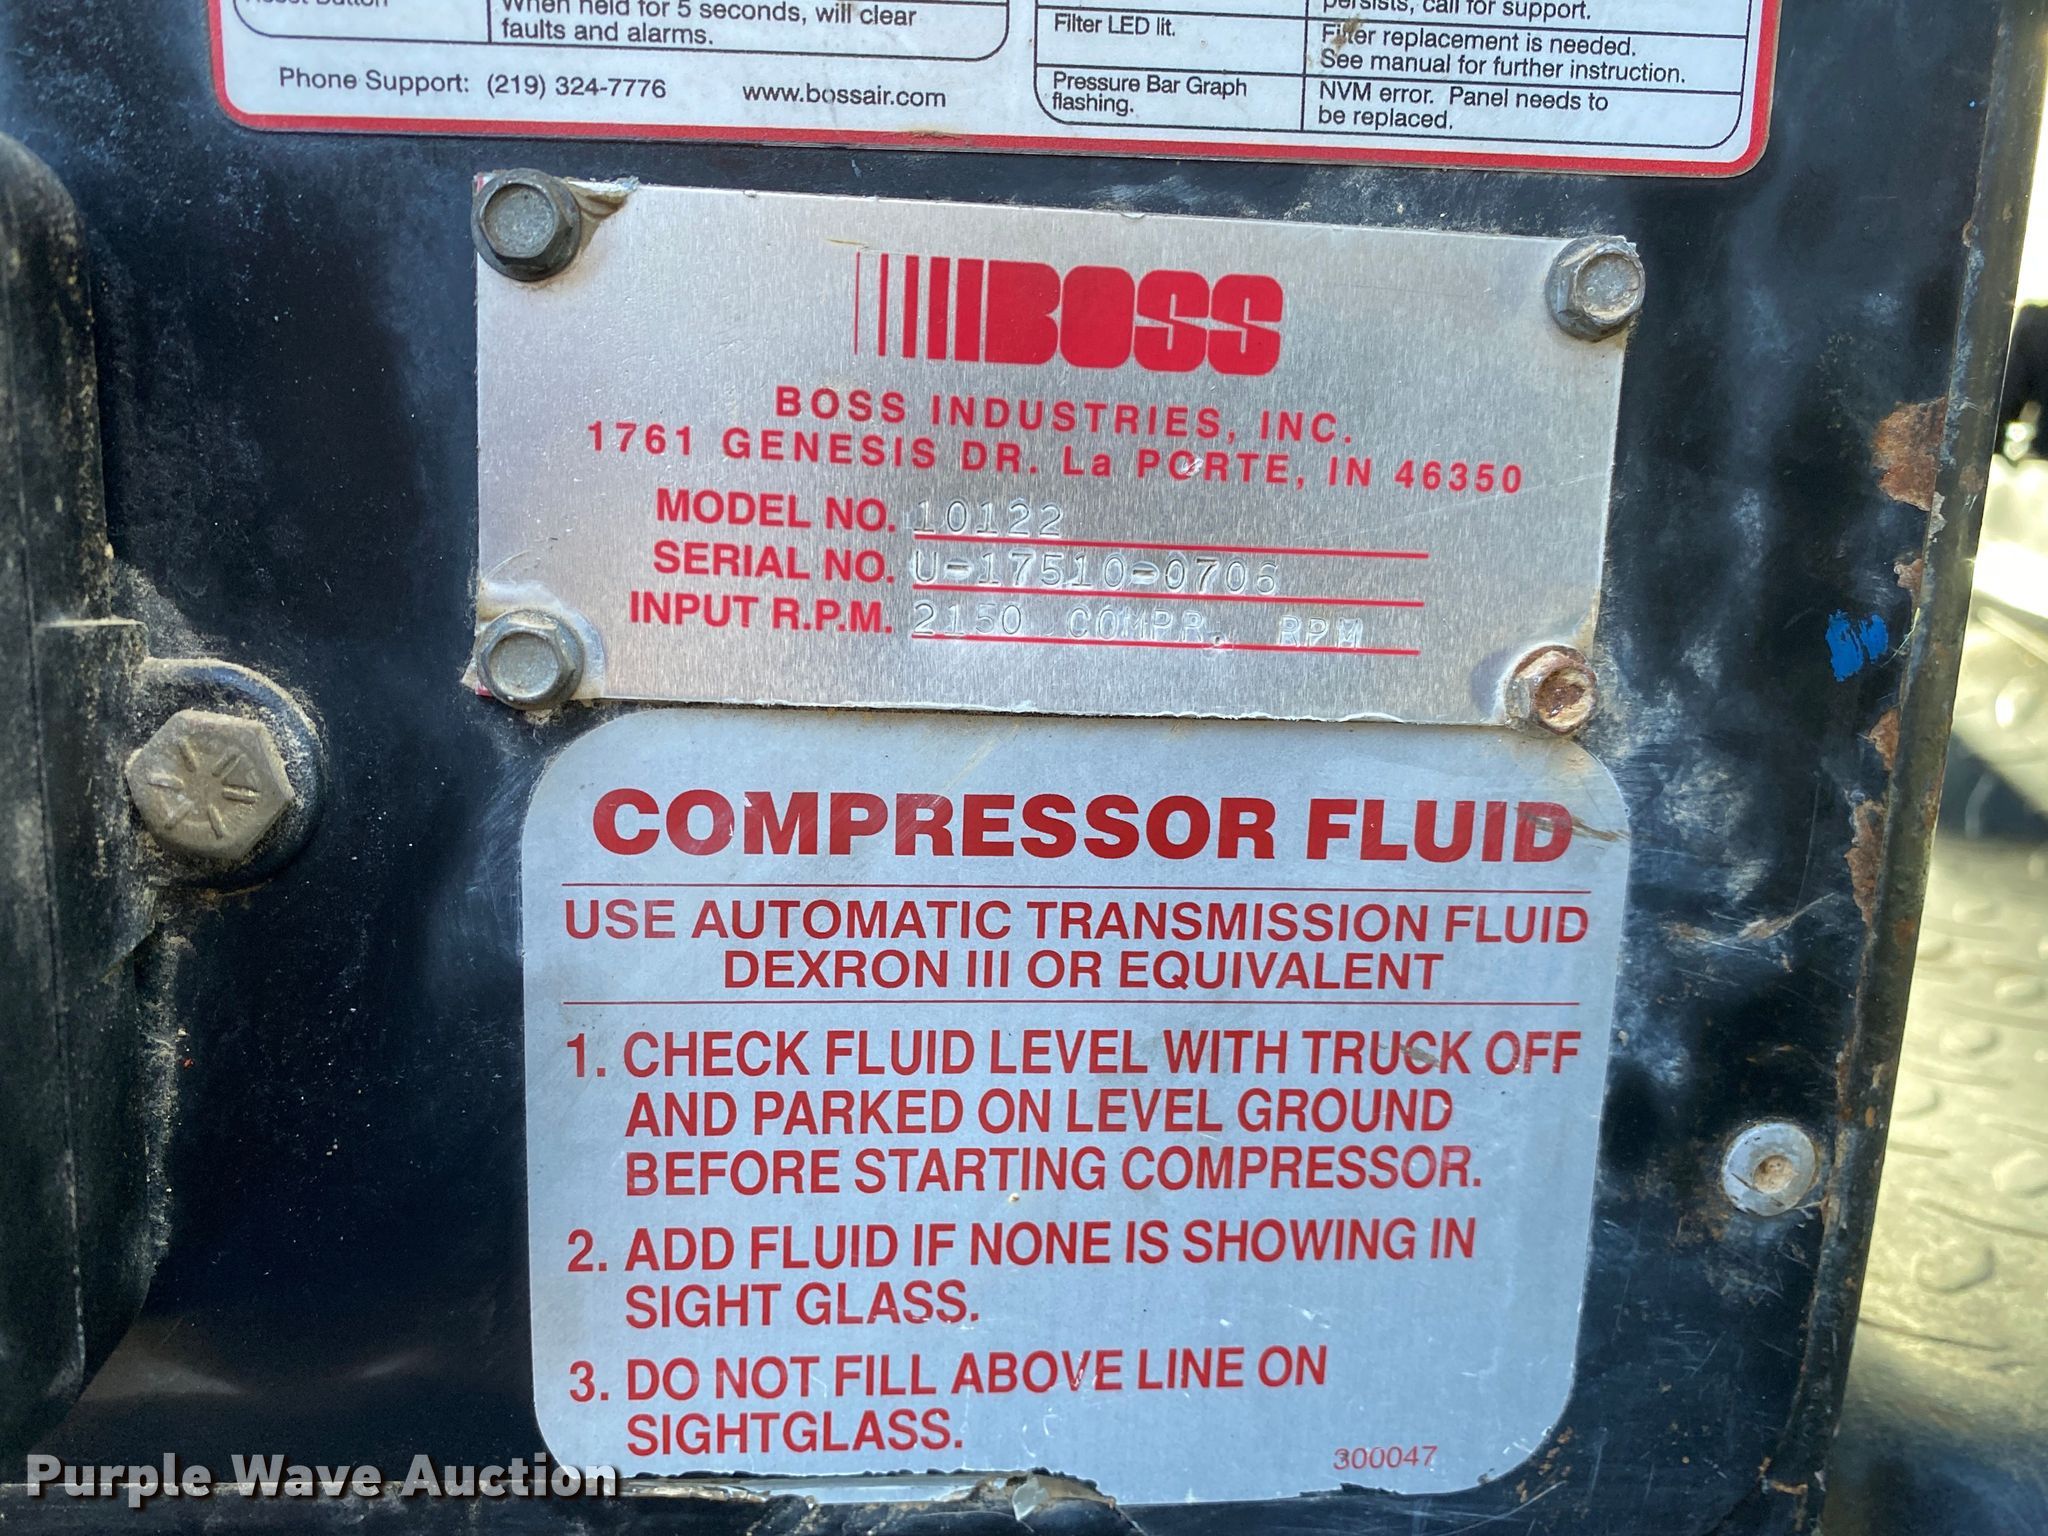 When held for 5 seconds, will clear
faults and alarms.
Phone Support: (219) 324-7776
www.bossair.com
persists, call for support.
Filter LED lit.
Filter replacement is needed.
See manual for further instruction.
Pressure Bar Graph
flashing.
NVM error. Panel needs to
be replaced.
BOSS
BOSS INDUSTRIES, INC.
1761 GENESIS DR. La PORTE, IN 46350
MODEL NO. 10122
SERIAL NO. U-17510-0706
INPUT R.P.M. 2150 COMPR. RPM
COMPRESSOR FLUID
USE AUTOMATIC TRANSMISSION FLUID
DEXRON III OR EQUIVALENT
1. CHECK FLUID LEVEL WITH TRUCK OFF
AND PARKED ON LEVEL GROUND
BEFORE STARTING COMPRESSOR.
2. ADD FLUID IF NONE IS SHOWING IN
SIGHT GLASS.
3. DO NOT FILL ABOVE LINE ON
SIGHTGLASS.
300047
Purple Wave Auction